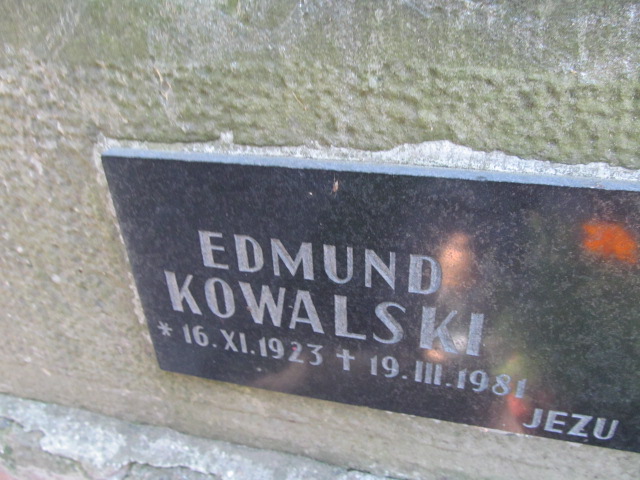 EDMUND
KOWALSKI
* 16.XI.1923 ✝ 19.III.1981
JEZU